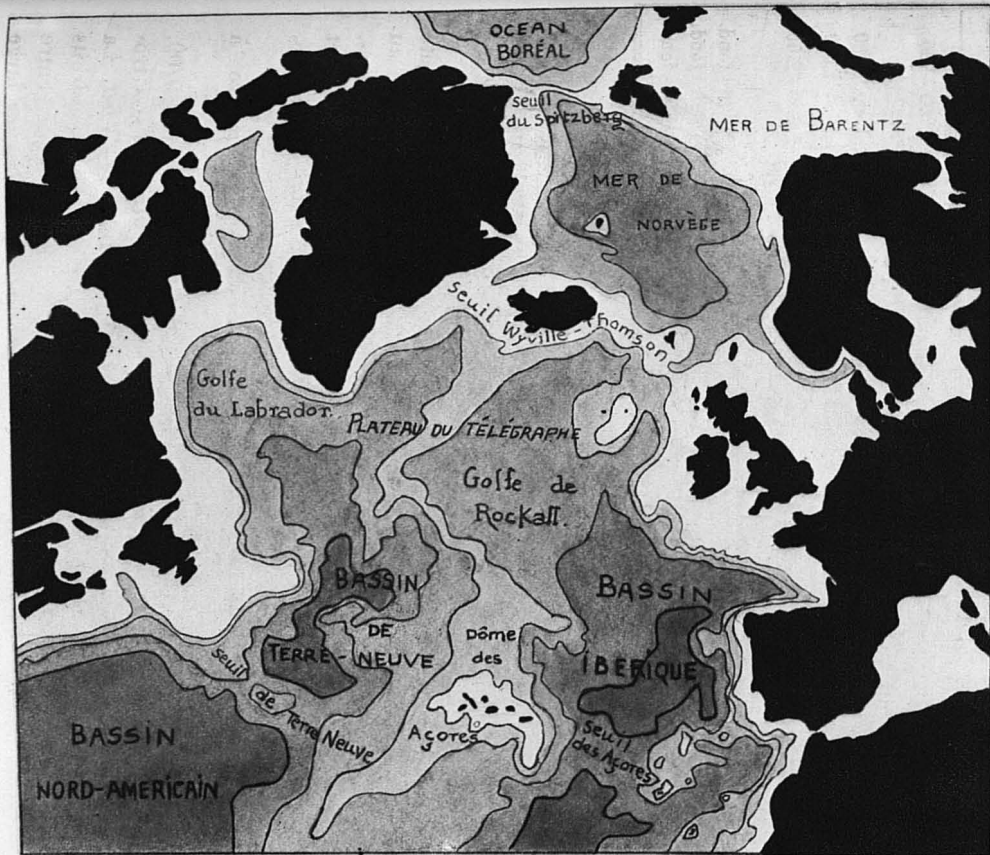 OCEAN
BORÉAL
seuil
du Spitzberg
MER DE BARENTZ
MER DE
NORVÈGE
seuil Wyville-Thomson
Golfe
du Labrador.
PLATEAU DU TÉLÉGRAPHE
Golfe de
Rockall.
BASSIN
DE
TERRE-NEUVE
BASSIN
IBERIQUE
Dôme
des
Açores
seuil
de Terre Neuve
seuil
des Açores
BASSIN
NORD-AMERICAIN